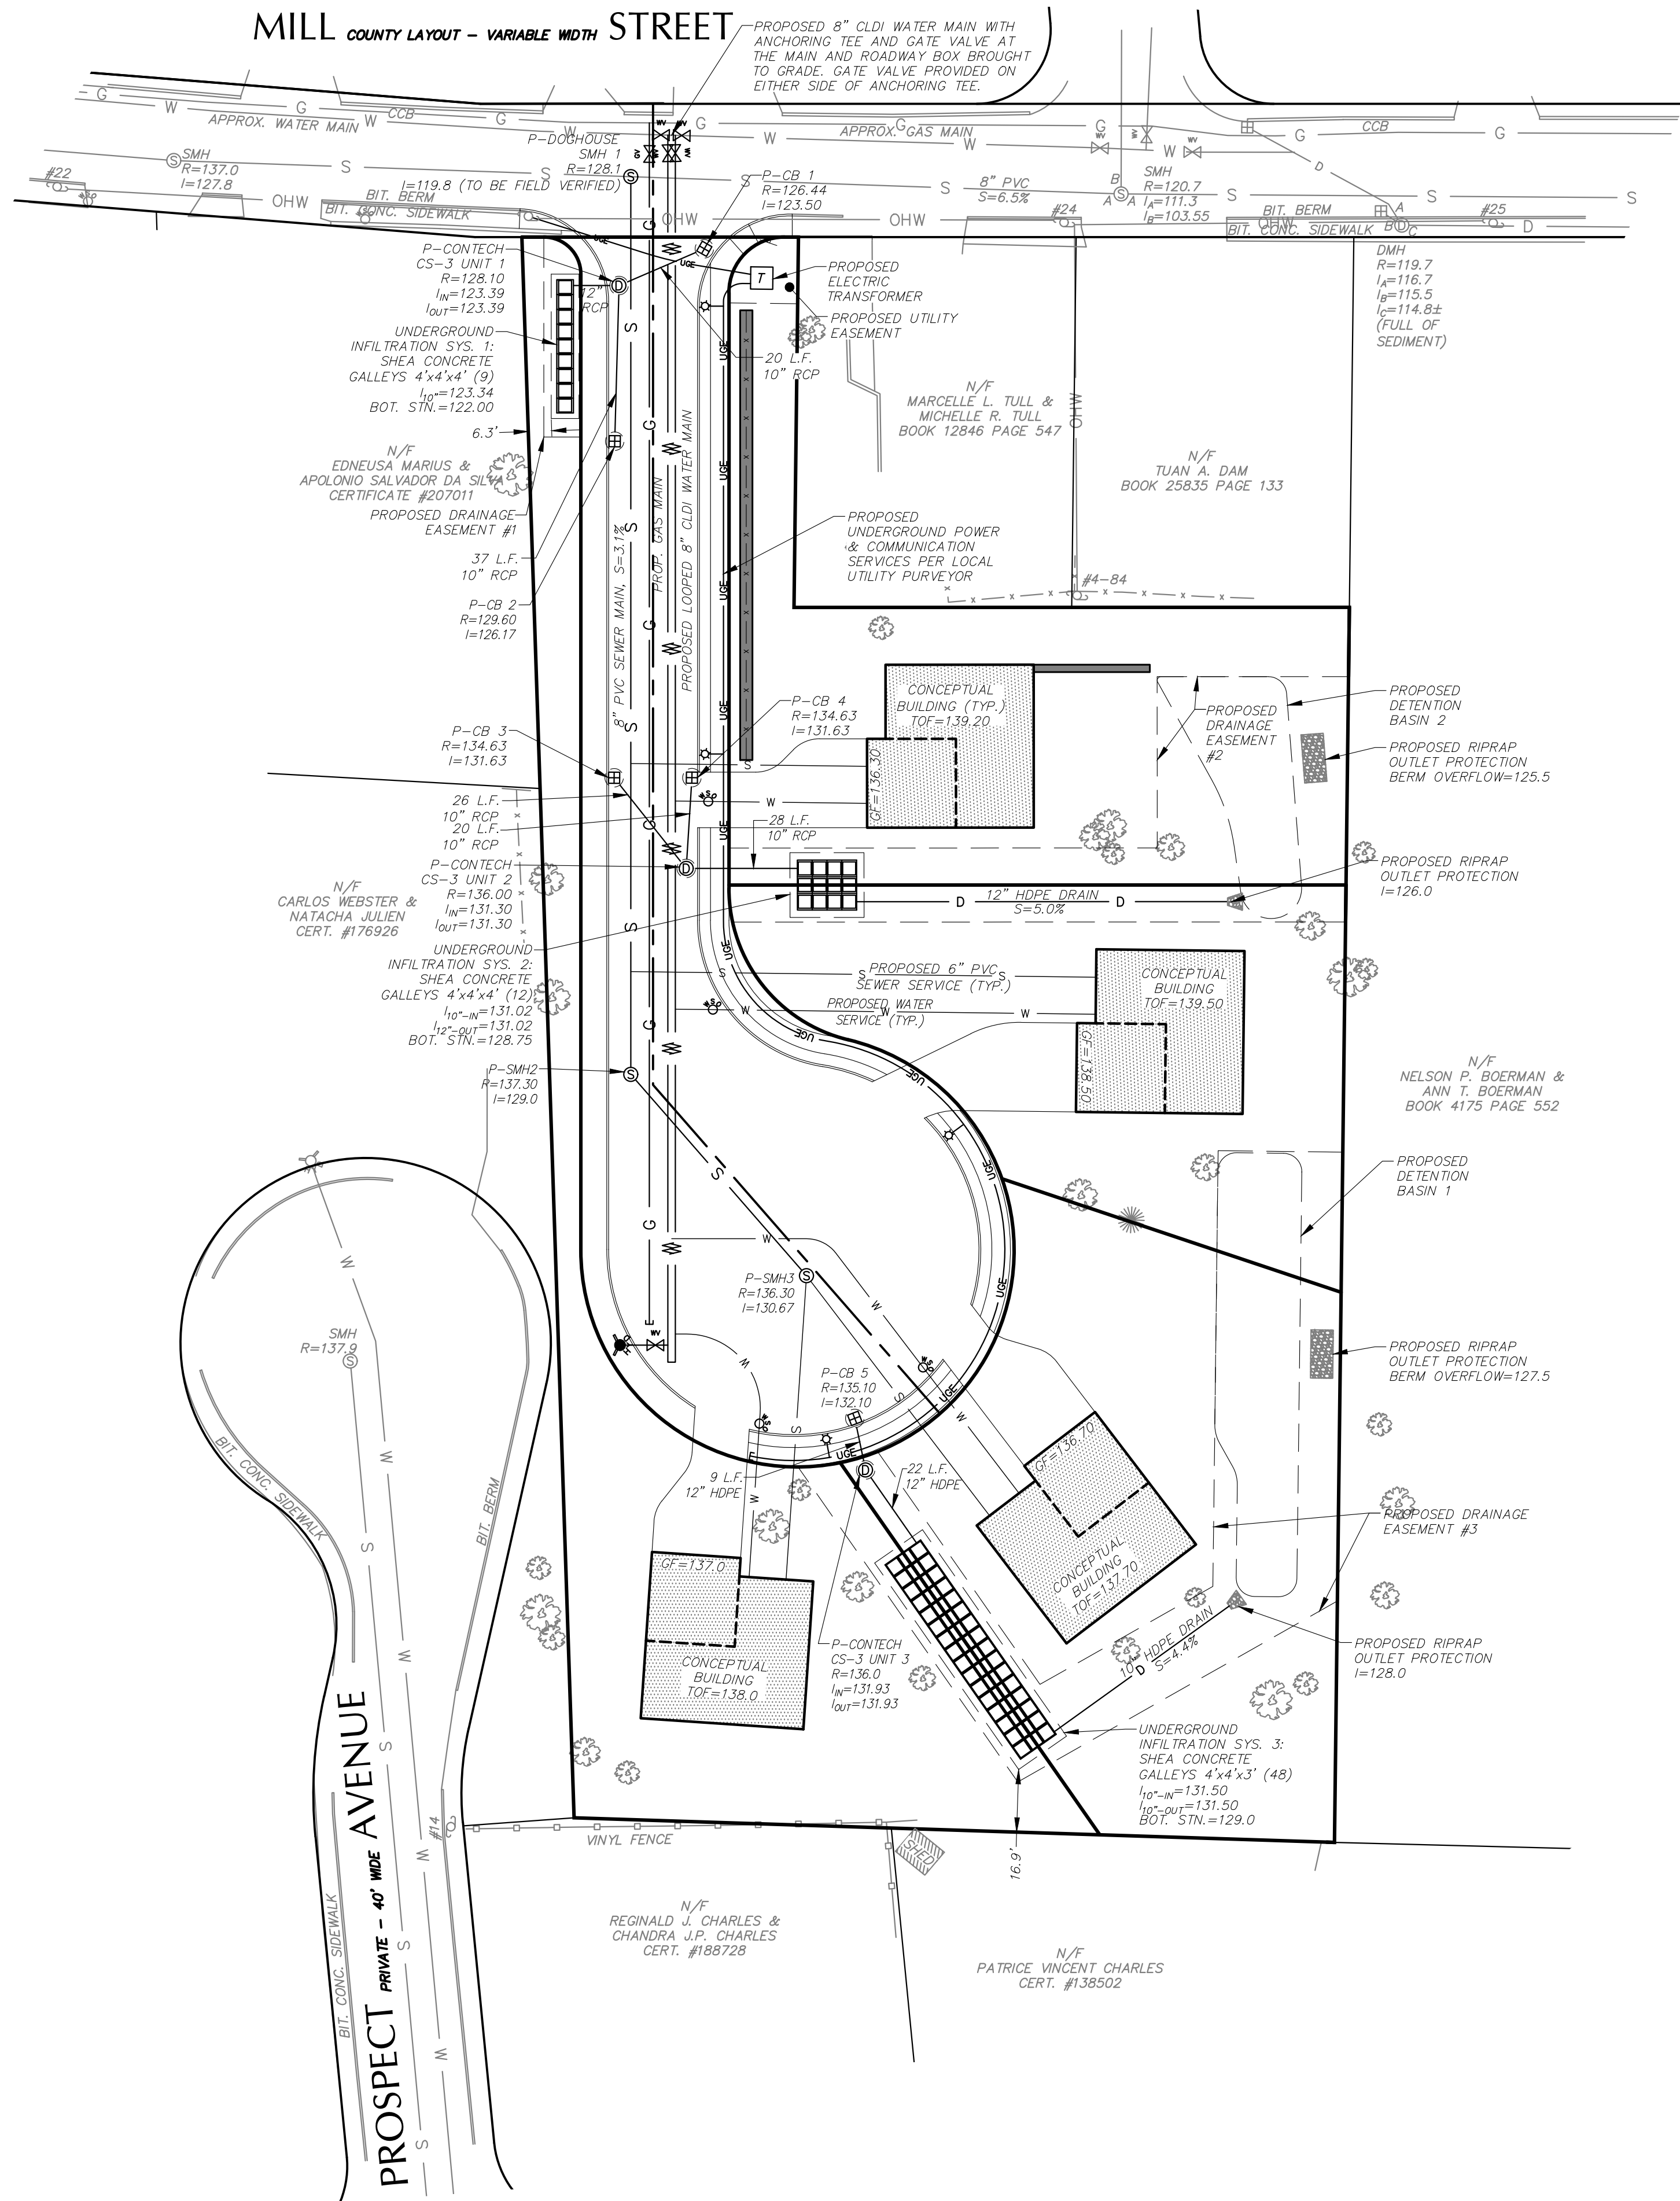 MILL COUNTY LAYOUT - VARIABLE WIDTH STREET
PROPOSED 8" CLDI WATER MAIN WITH
ANCHORING TEE AND GATE VALVE AT
THE MAIN AND ROADWAY BOX BROUGHT
TO GRADE. GATE VALVE PROVIDED ON
EITHER SIDE OF ANCHORING TEE.
G W G CCB G W G W G W G CCB G
APPROX. WATER MAIN
APPROX. GAS MAIN
WV WV
GV WV WV
WV WV WV
P-DOGHOUSE
SMH 1
R=128.1
I=119.8 (TO BE FIELD VERIFIED)
SMH
R=137.0
I=127.8
#22
BIT. BERM
BIT. CONC. SIDEWALK
OHW OHW OHW OHW
S S S S S S
P-CB 1
R=126.44
I=123.50
8" PVC
S=6.5%
#24
B
A A
SMH
R=120.7
IA=111.3
IB=103.55
D
BIT. BERM
BIT. CONC. SIDEWALK
#25
A
B D C
D
DMH
R=119.7
IA=116.7
IB=115.5
IC=114.8±
(FULL OF
SEDIMENT)
P-CONTECH
CS-3 UNIT 1
R=128.10
IIN=123.39
IOUT=123.39
12"
RCP
UGE
UGE
T
PROPOSED
ELECTRIC
TRANSFORMER
PROPOSED UTILITY
EASEMENT
UNDERGROUND
INFILTRATION SYS. 1:
SHEA CONCRETE
GALLEYS 4'x4'x4' (9)
I10"=123.34
BOT. STN.=122.00
6.3'
20 L.F.
10" RCP
N/F
MARCELLE L. TULL &
MICHELLE R. TULL
BOOK 12846 PAGE 547
OHW
N/F
TUAN A. DAM
BOOK 25835 PAGE 133
N/F
EDNEUSA MARIUS &
APOLONIO SALVADOR DA SILVA
CERTIFICATE #207011
PROPOSED DRAINAGE
EASEMENT #1
37 L.F.
10" RCP
P-CB 2
R=129.60
I=126.17
8" PVC SEWER MAIN, S=3.1%
PROP. GAS MAIN
PROPOSED LOOPED 8" CLDI WATER MAIN
PROPOSED
UNDERGROUND POWER
& COMMUNICATION
SERVICES PER LOCAL
UTILITY PURVEYOR
#4-84
P-CB 3
R=134.63
I=131.63
P-CB 4
R=134.63
I=131.63
CONCEPTUAL
BUILDING (TYP.)
TOF=139.20
GF=136.30
PROPOSED
DRAINAGE
EASEMENT
#2
PROPOSED
DETENTION
BASIN 2
PROPOSED RIPRAP
OUTLET PROTECTION
BERM OVERFLOW=125.5
26 L.F.
10" RCP
20 L.F.
10" RCP
28 L.F.
10" RCP
P-CONTECH
CS-3 UNIT 2
R=136.00
IIN=131.30
IOUT=131.30
PROPOSED RIPRAP
OUTLET PROTECTION
I=126.0
D 12" HDPE DRAIN D
S=5.0%
N/F
CARLOS WEBSTER &
NATACHA JULIEN
CERT. #176926
UNDERGROUND
INFILTRATION SYS. 2:
SHEA CONCRETE
GALLEYS 4'x4'x4' (12)
I10"-IN=131.02
I12"-OUT=131.02
BOT. STN.=128.75
PROPOSED 6" PVC
SEWER SERVICE (TYP.)
PROPOSED WATER
SERVICE (TYP.)
CONCEPTUAL
BUILDING
TOF=139.50
GF=138.50
P-SMH2
R=137.30
I=129.0
N/F
NELSON P. BOERMAN &
ANN T. BOERMAN
BOOK 4175 PAGE 552
PROPOSED
DETENTION
BASIN 1
P-SMH3
R=136.30
I=130.67
SMH
R=137.9
WV
P-CB 5
R=135.10
I=132.10
PROPOSED RIPRAP
OUTLET PROTECTION
BERM OVERFLOW=127.5
BIT. CONC. SIDEWALK
BIT. BERM
9 L.F.
12" HDPE
22 L.F.
12" HDPE
GF=136.70
CONCEPTUAL
BUILDING
TOF=137.70
PROPOSED DRAINAGE
EASEMENT #3
GF=137.0
CONCEPTUAL
BUILDING
TOF=138.0
P-CONTECH
CS-3 UNIT 3
R=136.0
IIN=131.93
IOUT=131.93
10" HDPE DRAIN
D S=4.4%
PROPOSED RIPRAP
OUTLET PROTECTION
I=128.0
UNDERGROUND
INFILTRATION SYS. 3:
SHEA CONCRETE
GALLEYS 4'x4'x3' (48)
I10"-IN=131.50
I10"-OUT=131.50
BOT. STN.=129.0
#14
VINYL FENCE
SHED
16.9'
PROSPECT PRIVATE - 40' WIDE AVENUE
BIT. CONC. SIDEWALK
N/F
REGINALD J. CHARLES &
CHANDRA J.P. CHARLES
CERT. #188728
N/F
PATRICE VINCENT CHARLES
CERT. #138502